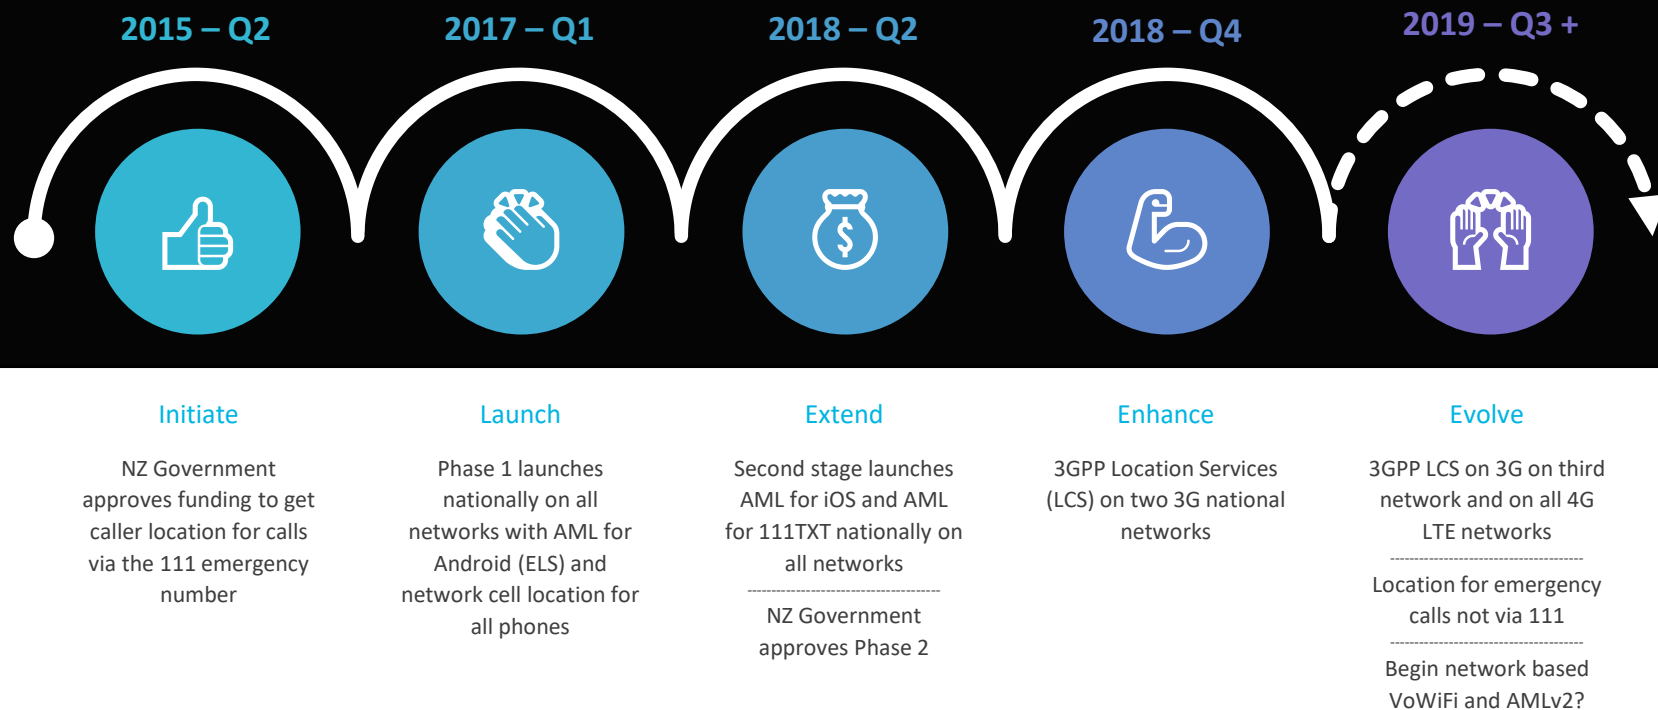 2015 – Q2
2017 – Q1
2018 – Q2
2018 – Q4
2019 – Q3 +
$
Initiate
NZ Government
approves funding to get
caller location for calls
via the 111 emergency
number
Launch
Phase 1 launches
nationally on all
networks with AML for
Android (ELS) and
network cell location for
all phones
Extend
Second stage launches
AML for iOS and AML
for 111TXT nationally on
all networks
----------------------------------------
NZ Government
approves Phase 2
Enhance
3GPP Location Services
(LCS) on two 3G national
networks
Evolve
3GPP LCS on 3G on third
network and on all 4G
LTE networks
----------------------------------------
Location for emergency
calls not via 111
----------------------------------------
Begin network based
VoWiFi and AMLv2?